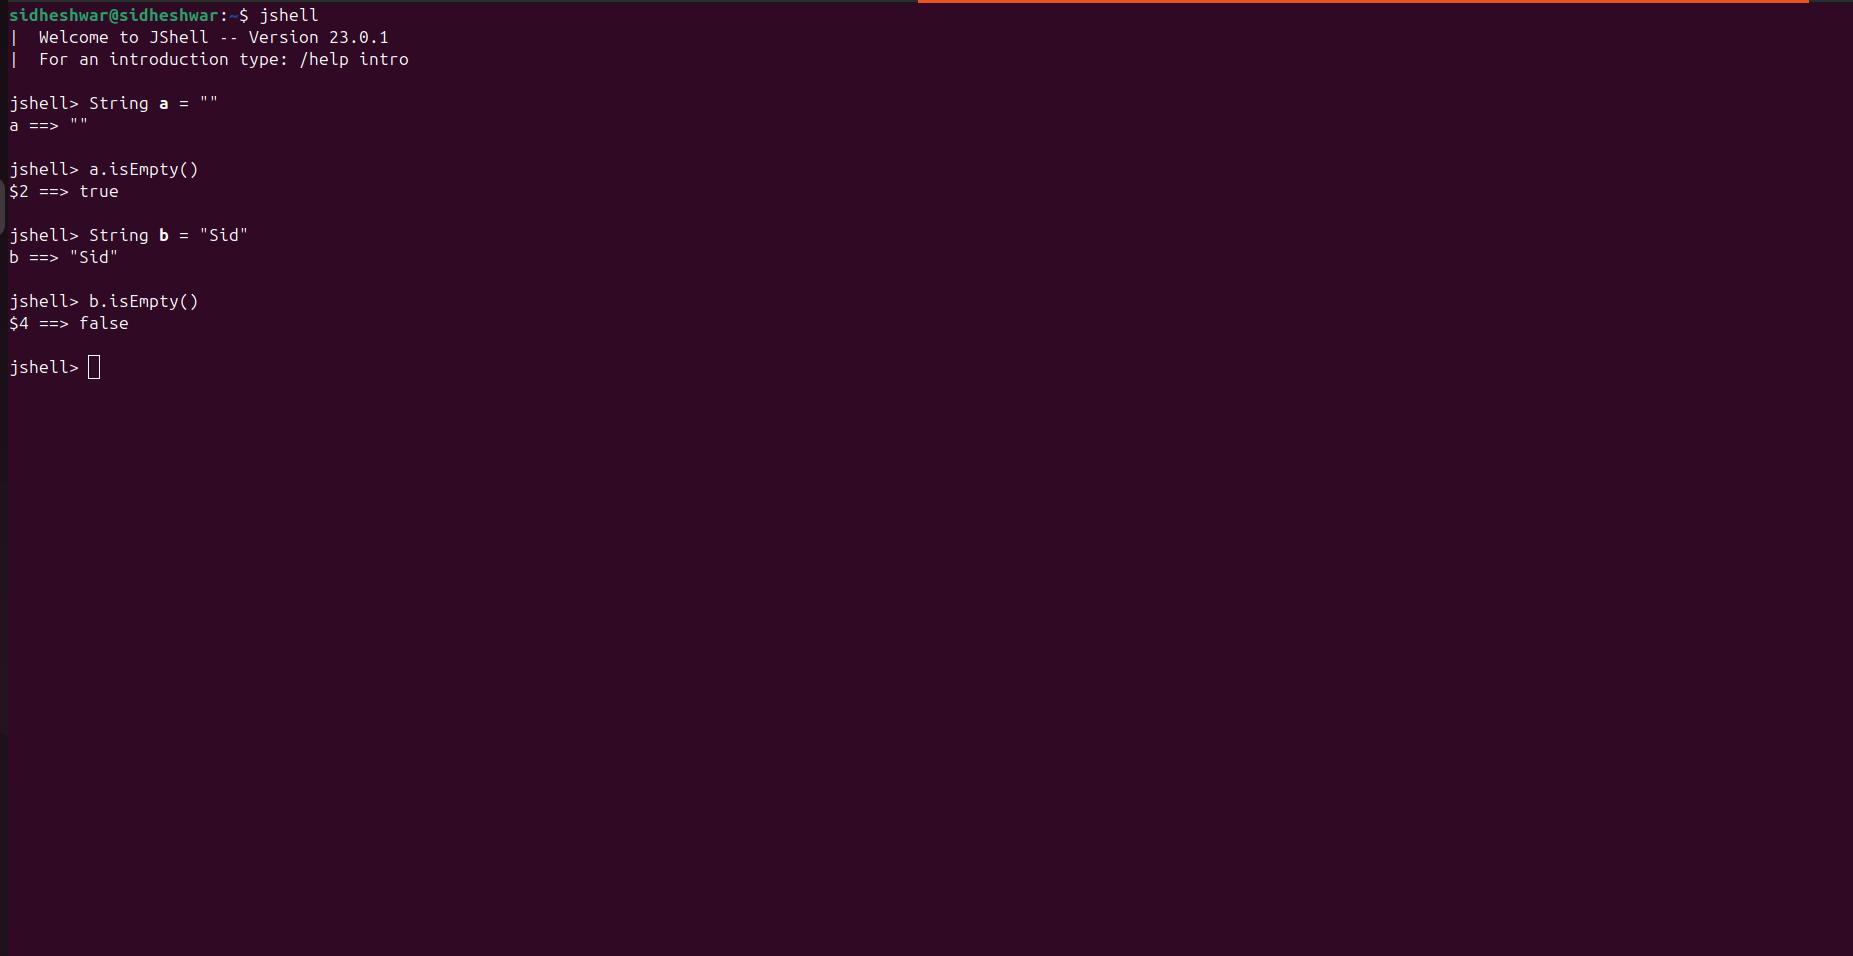 sidheshwar@sidheshwar:~$ jshell
|  Welcome to JShell -- Version 23.0.1
|  For an introduction type: /help intro
jshell> String a = ""
a ==> ""
jshell> a.isEmpty()
$2 ==> true
jshell> String b = "Sid"
b ==> "Sid"
jshell> b.isEmpty()
$4 ==> false
jshell>